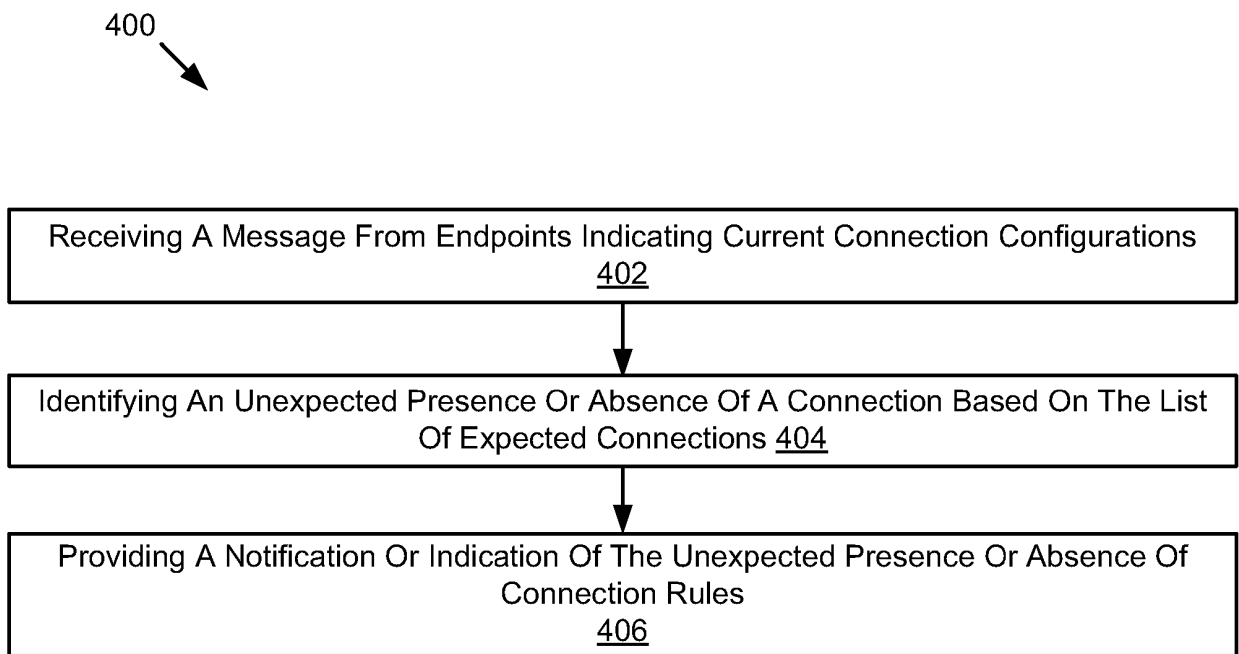 400
Receiving A Message From Endpoints Indicating Current Connection Configurations
402
Identifying An Unexpected Presence Or Absence Of A Connection Based On The List
Of Expected Connections 404
Providing A Notification Or Indication Of The Unexpected Presence Or Absence Of
Connection Rules
406